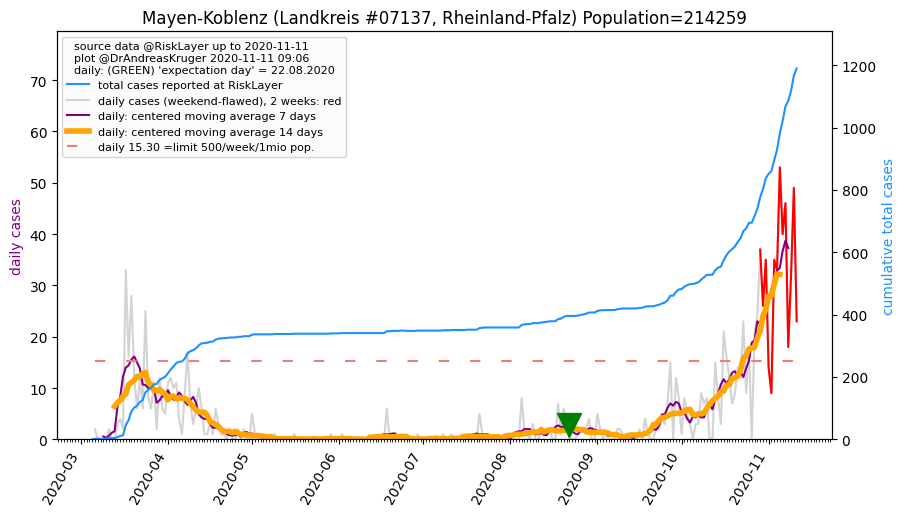 Mayen-Koblenz (Landkreis #07137, Rheinland-Pfalz) Population=214259
source data @RiskLayer up to 2020-11-11
plot @DrAndreasKruger 2020-11-11 09:06
daily: (GREEN) 'expectation day' = 22.08.2020
total cases reported at RiskLayer
daily cases (weekend-flawed), 2 weeks: red
daily: centered moving average 7 days
daily: centered moving average 14 days
daily 15.30 =limit 500/week/1mio pop.
daily cases
70
60
50
40
30
20
10
0
cumulative total cases
1200
1000
800
600
400
200
0
2020-03
2020-04
2020-05
2020-06
2020-07
2020-08
2020-09
2020-10
2020-11